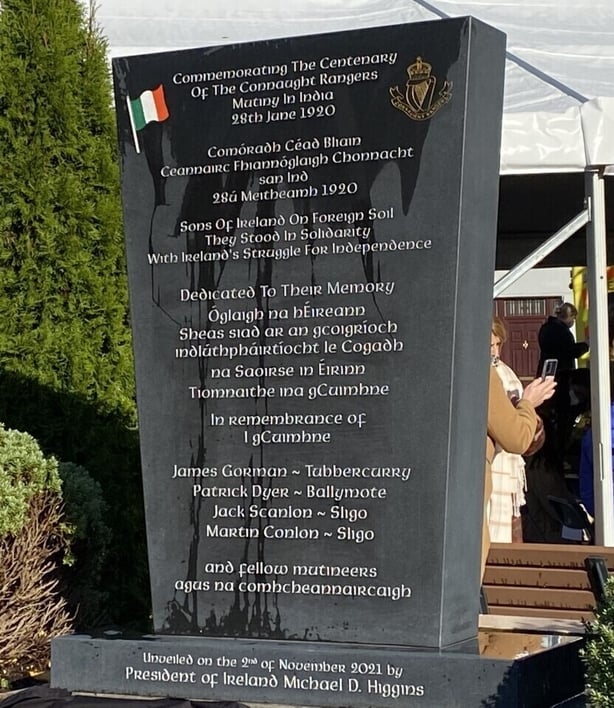 Commemorating The Centenary
Of The Connaught Rangers
Mutiny In India
28th June 1920
Comóradh Céad Bliain
Ceannairc Fhiannóglaigh Chonnacht
san Ind
28ú Meitheamh 1920
Sons Of Ireland On Foreign Soil
They Stood In Solidarity
With Ireland's Struggle For Independence
Dedicated To Their Memory
Óglaigh na hÉireann
Sheas siad ar an gcoigríoch
indlúthpháirtíocht le Cogadh
na Saoirse in Éirinn
Tiomnaithe ina gCuimhne
In remembrance of
I gCuimhne
James Gorman ~ Tubbercurry
Patrick Dyer ~ Ballymote
Jack Scanlon ~ Sligo
Martin Conlon ~ Sligo
and fellow mutineers
agus na comhcheannaircaigh
Unveiled on the 2nd of November 2021 by
President of Ireland Michael D. Higgins